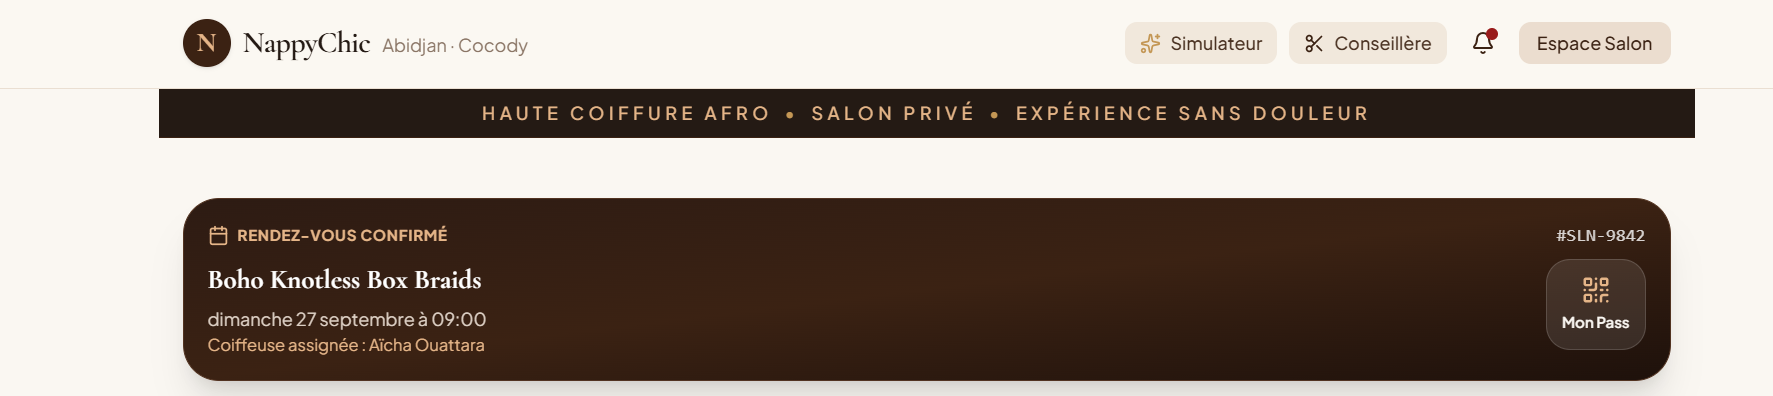 N NappyChic Abidjan · Cocody Simulateur Conseillère Espace Salon
HAUTE COIFFURE AFRO • SALON PRIVÉ • EXPÉRIENCE SANS DOULEUR
RENDEZ-VOUS CONFIRMÉ #SLN-9842
Boho Knotless Box Braids
dimanche 27 septembre à 09:00
Mon Pass
Coiffeuse assignée : Aïcha Ouattara